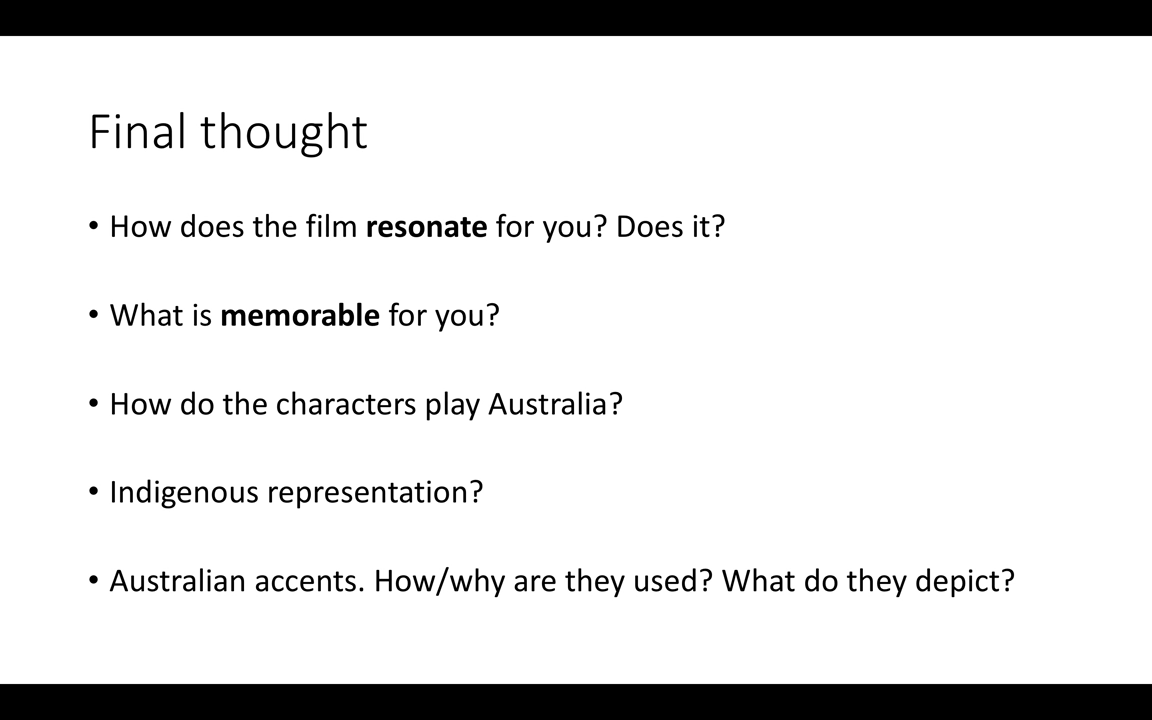 Final thought
• How does the film resonate for you? Does it?
• What is memorable for you?
• How do the characters play Australia?
• Indigenous representation?
• Australian accents. How/why are they used? What do they depict?